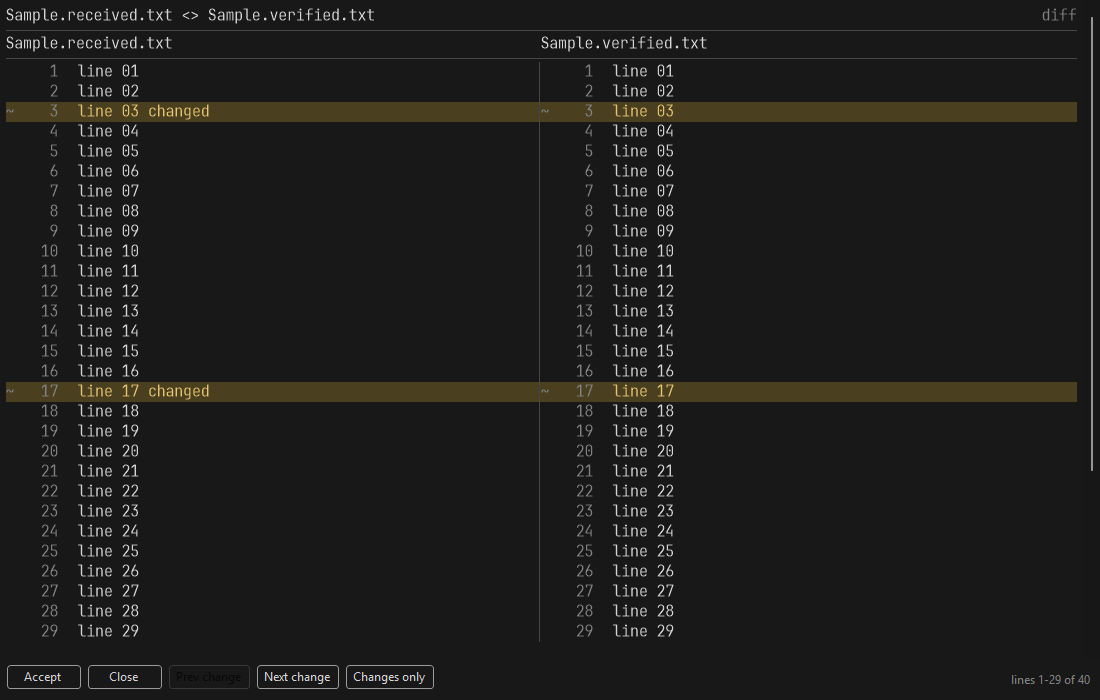 Sample.received.txt <> Sample.verified.txt diff
Sample.received.txt Sample.verified.txt
1 line 01 1 line 01
2 line 02 2 line 02
~ 3 line 03 changed ~ 3 line 03
4 line 04 4 line 04
5 line 05 5 line 05
6 line 06 6 line 06
7 line 07 7 line 07
8 line 08 8 line 08
9 line 09 9 line 09
10 line 10 10 line 10
11 line 11 11 line 11
12 line 12 12 line 12
13 line 13 13 line 13
14 line 14 14 line 14
15 line 15 15 line 15
16 line 16 16 line 16
~ 17 line 17 changed ~ 17 line 17
18 line 18 18 line 18
19 line 19 19 line 19
20 line 20 20 line 20
21 line 21 21 line 21
22 line 22 22 line 22
23 line 23 23 line 23
24 line 24 24 line 24
25 line 25 25 line 25
26 line 26 26 line 26
27 line 27 27 line 27
28 line 28 28 line 28
29 line 29 29 line 29
Accept Close Prev change Next change Changes only lines 1-29 of 40